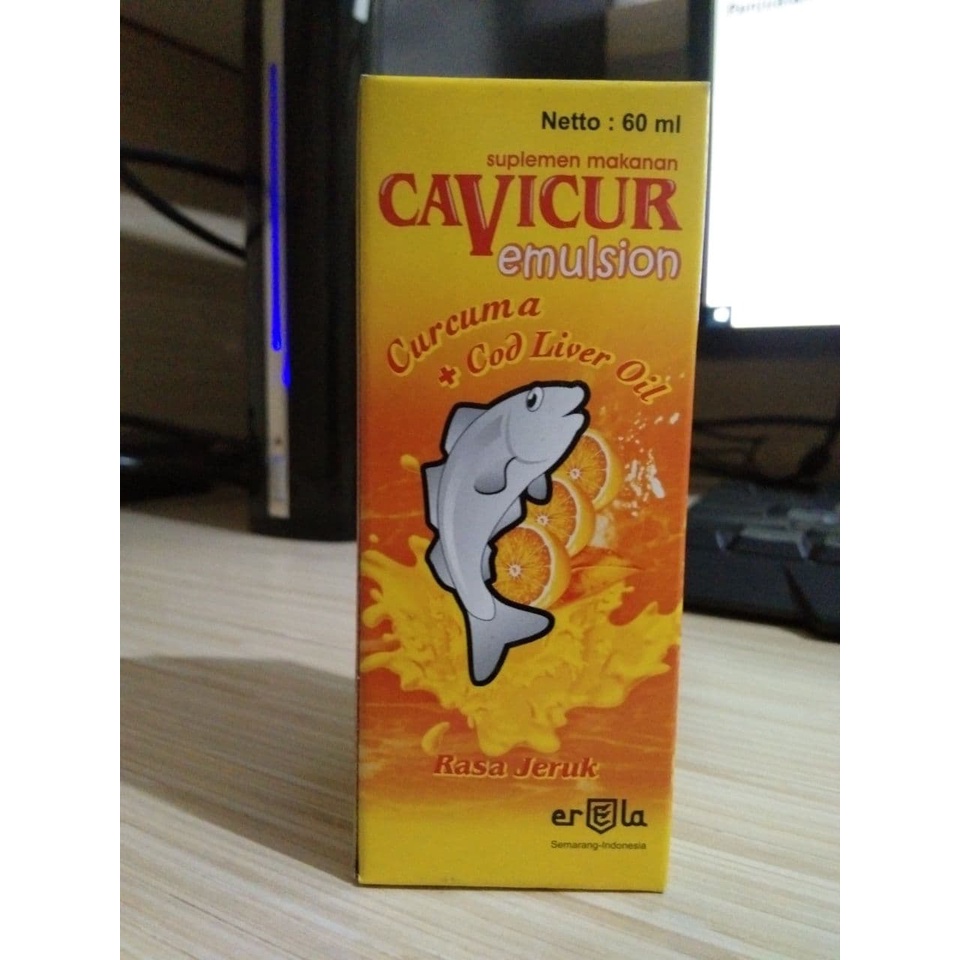 Netto : 60 ml
suplemen makanan
CAVICUR
emulsion
Curcuma
+ Cod Liver Oil
Rasa Jeruk
erEla
Semarang-Indonesia